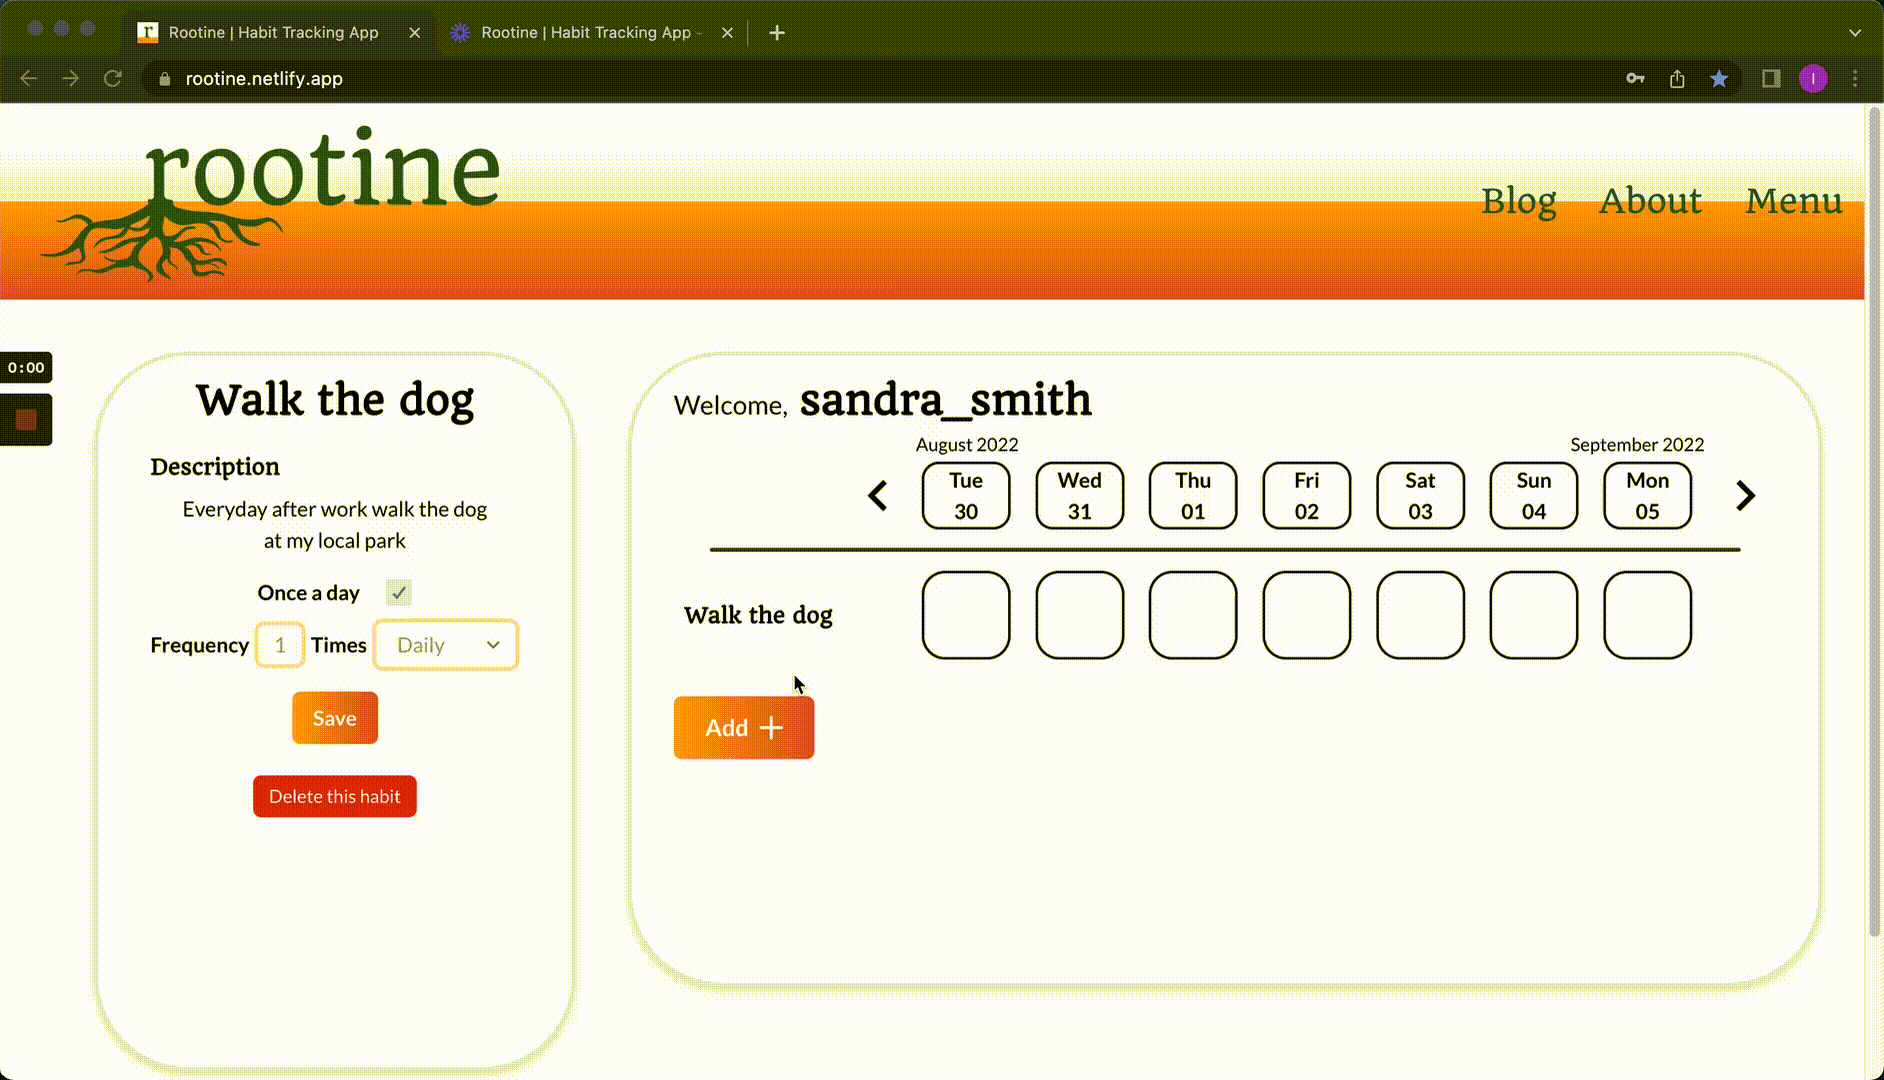 r Rootine | Habit Tracking App
Rootine | Habit Tracking App -
rootine.netlify.app
I
rootine
Blog About Menu
0:00
Walk the dog
Description
Everyday after work walk the dog
at my local park
Once a day
Frequency 1 Times Daily
Save
Delete this habit
Welcome, sandra_smith
August 2022 September 2022
Tue Wed Thu Fri Sat Sun Mon
30 31 01 02 03 04 05
Walk the dog
Add